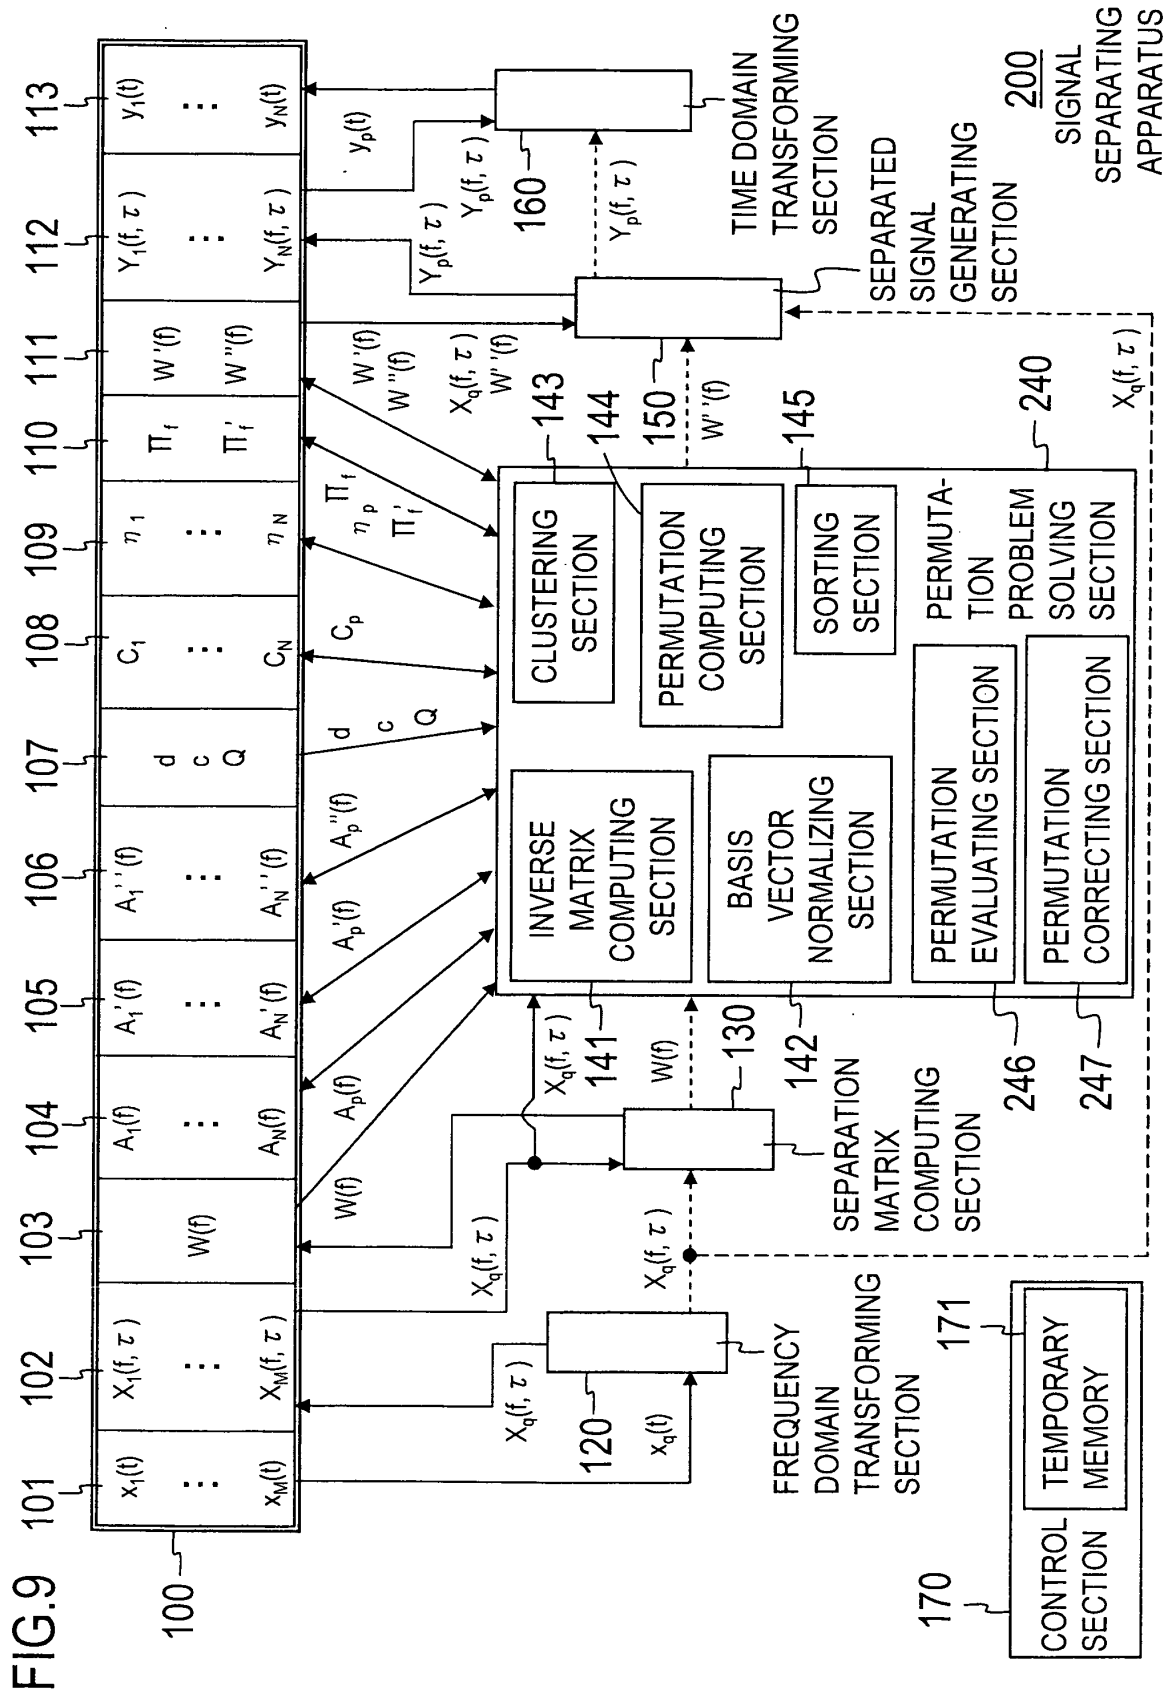 FIG.9
100
101
102
103
104
105
106
107
108
109
110
111
112
113
x1(t)
⋯
xM(t)
X1(f, τ)
⋯
XM(f, τ)
W(f)
A1(f)
⋯
AN(f)
A1'(f)
⋯
AN'(f)
A1''(f)
⋯
AN''(f)
d
c
Q
C1
⋯
CN
η1
⋯
ηN
Πf
Πf'
W'(f)
W''(f)
Y1(f, τ)
⋯
YN(f, τ)
y1(t)
⋯
yN(t)
xq(t)
Xq(f, τ)
Xq(f, τ)
W(f)
Ap(f)
Ap'(f)
Ap''(f)
d
c
Q
Cp
Πf
ηp
Πf'
W'(f)
W''(f)
Xq(f, τ)
W''(f)
Yp(f, τ)
Yp(f, τ)
yp(t)
120
FREQUENCY
DOMAIN
TRANSFORMING
SECTION
Xq(f, τ)
Xq(f, τ)
130
SEPARATION
MATRIX
COMPUTING
SECTION
W(f)
141
INVERSE
MATRIX
COMPUTING
SECTION
142
BASIS
VECTOR
NORMALIZING
SECTION
246
PERMUTATION
EVALUATING SECTION
247
PERMUTATION
CORRECTING SECTION
CLUSTERING
SECTION
143
PERMUTATION
COMPUTING
SECTION
144
SORTING
SECTION
145
PERMUTA-
TION
PROBLEM
SOLVING
SECTION
240
W''(f)
150
SEPARATED
SIGNAL
GENERATING
SECTION
Yp(f, τ)
Xq(f, τ)
160
TIME DOMAIN
TRANSFORMING
SECTION
200
SIGNAL
SEPARATING
APPARATUS
170
CONTROL
SECTION
171
TEMPORARY
MEMORY